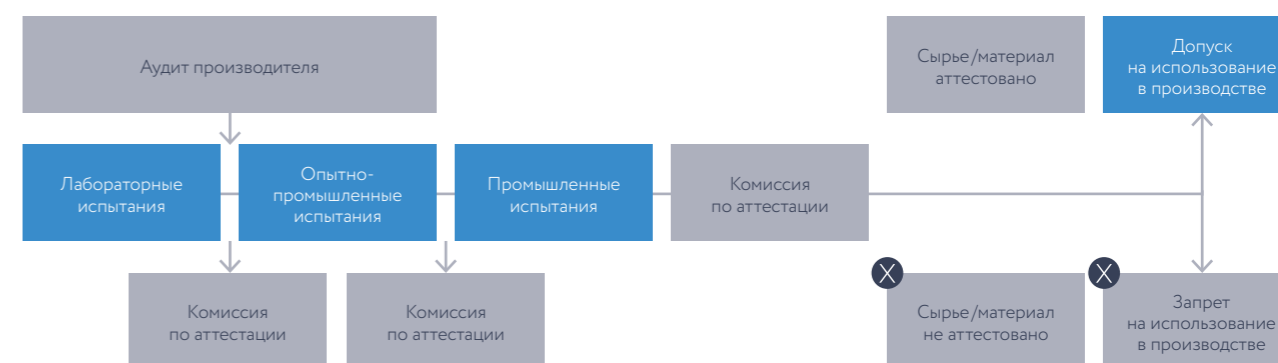 Аудит производителя
Сырье/материал
аттестовано
Допуск
на использование
в производстве
Лабораторные
испытания
Опытно-
промышленные
испытания
Промышленные
испытания
Комиссия
по аттестации
Комиссия
по аттестации
Комиссия
по аттестации
X
Сырье/материал
не аттестовано
X
Запрет
на использование
в производстве